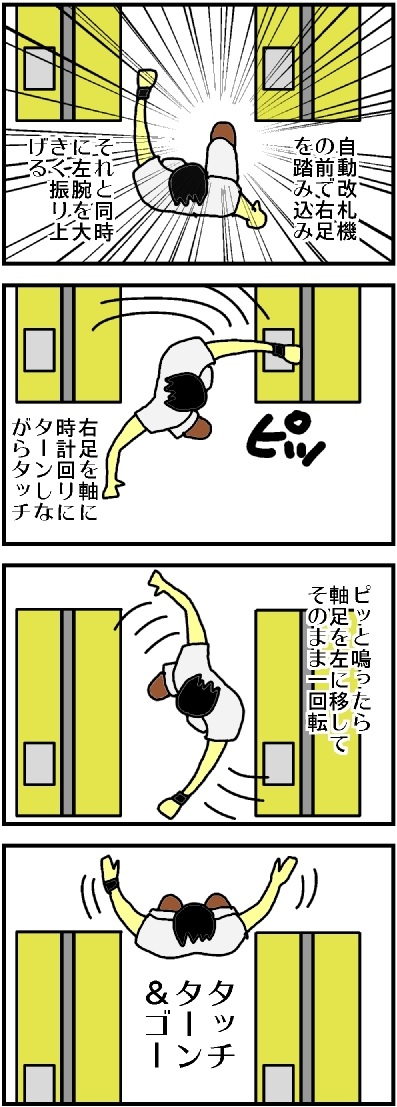 自動改札機
の前で右足
を踏み込み
それと同時
に左腕を大
きく振り上
げる
右足を軸に
時計回りに
ターンしな
がらタッチ
ピッ
ピッと鳴ったら
軸足を左に移して
そのまま一回転
タッチ
ターン
&ゴー